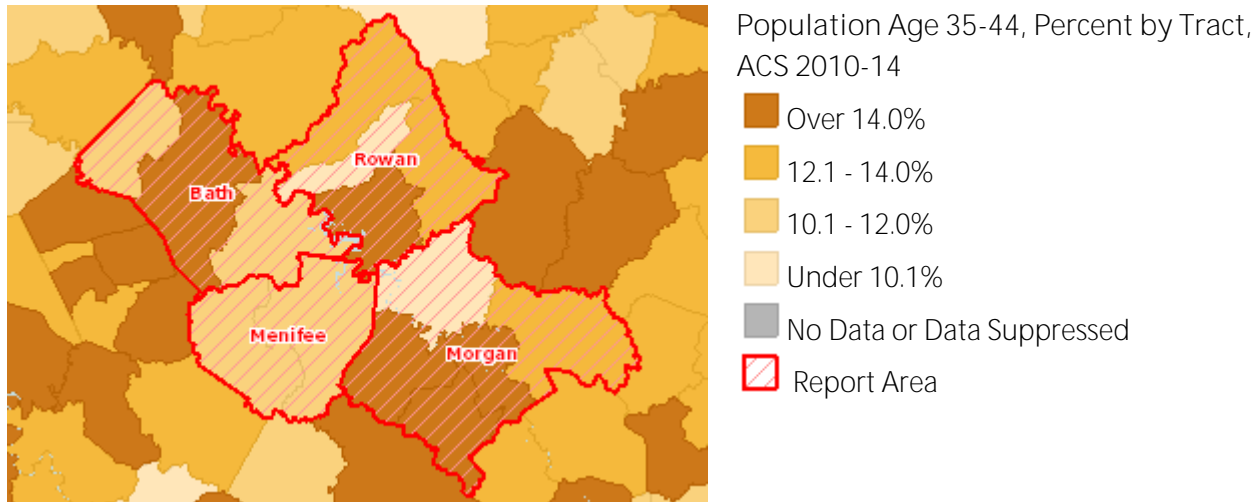 Population Age 35-44, Percent by Tract,
ACS 2010-14
Over 14.0%
12.1 - 14.0%
10.1 - 12.0%
Under 10.1%
No Data or Data Suppressed
Report Area
Rowan
Bath
Menifee
Morgan